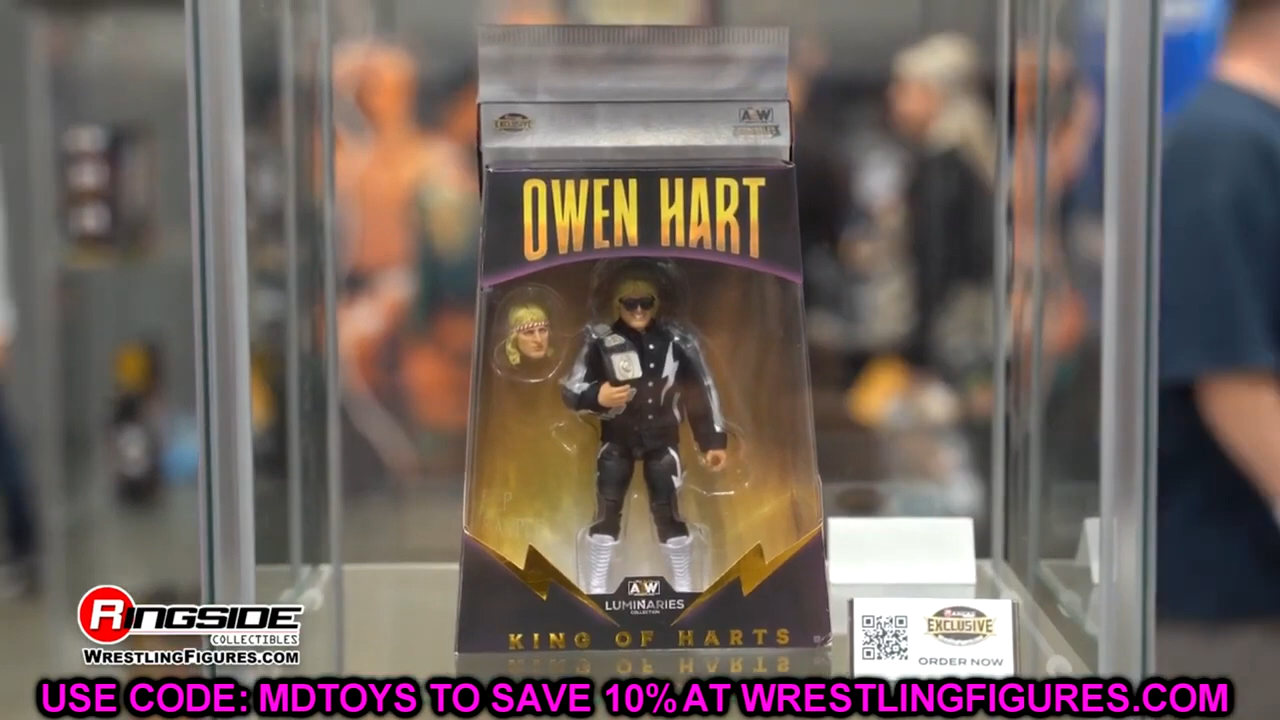 EXCLUSIVE
AEW
OWEN HART
AEW
LUMINARIES
COLLECTION
KING OF HARTS
EXCLUSIVE
ORDER NOW
RINGSIDE
COLLECTIBLES
WRESTLINGFIGURES.COM
USE CODE: MDTOYS TO SAVE 10% AT WRESTLINGFIGURES.COM